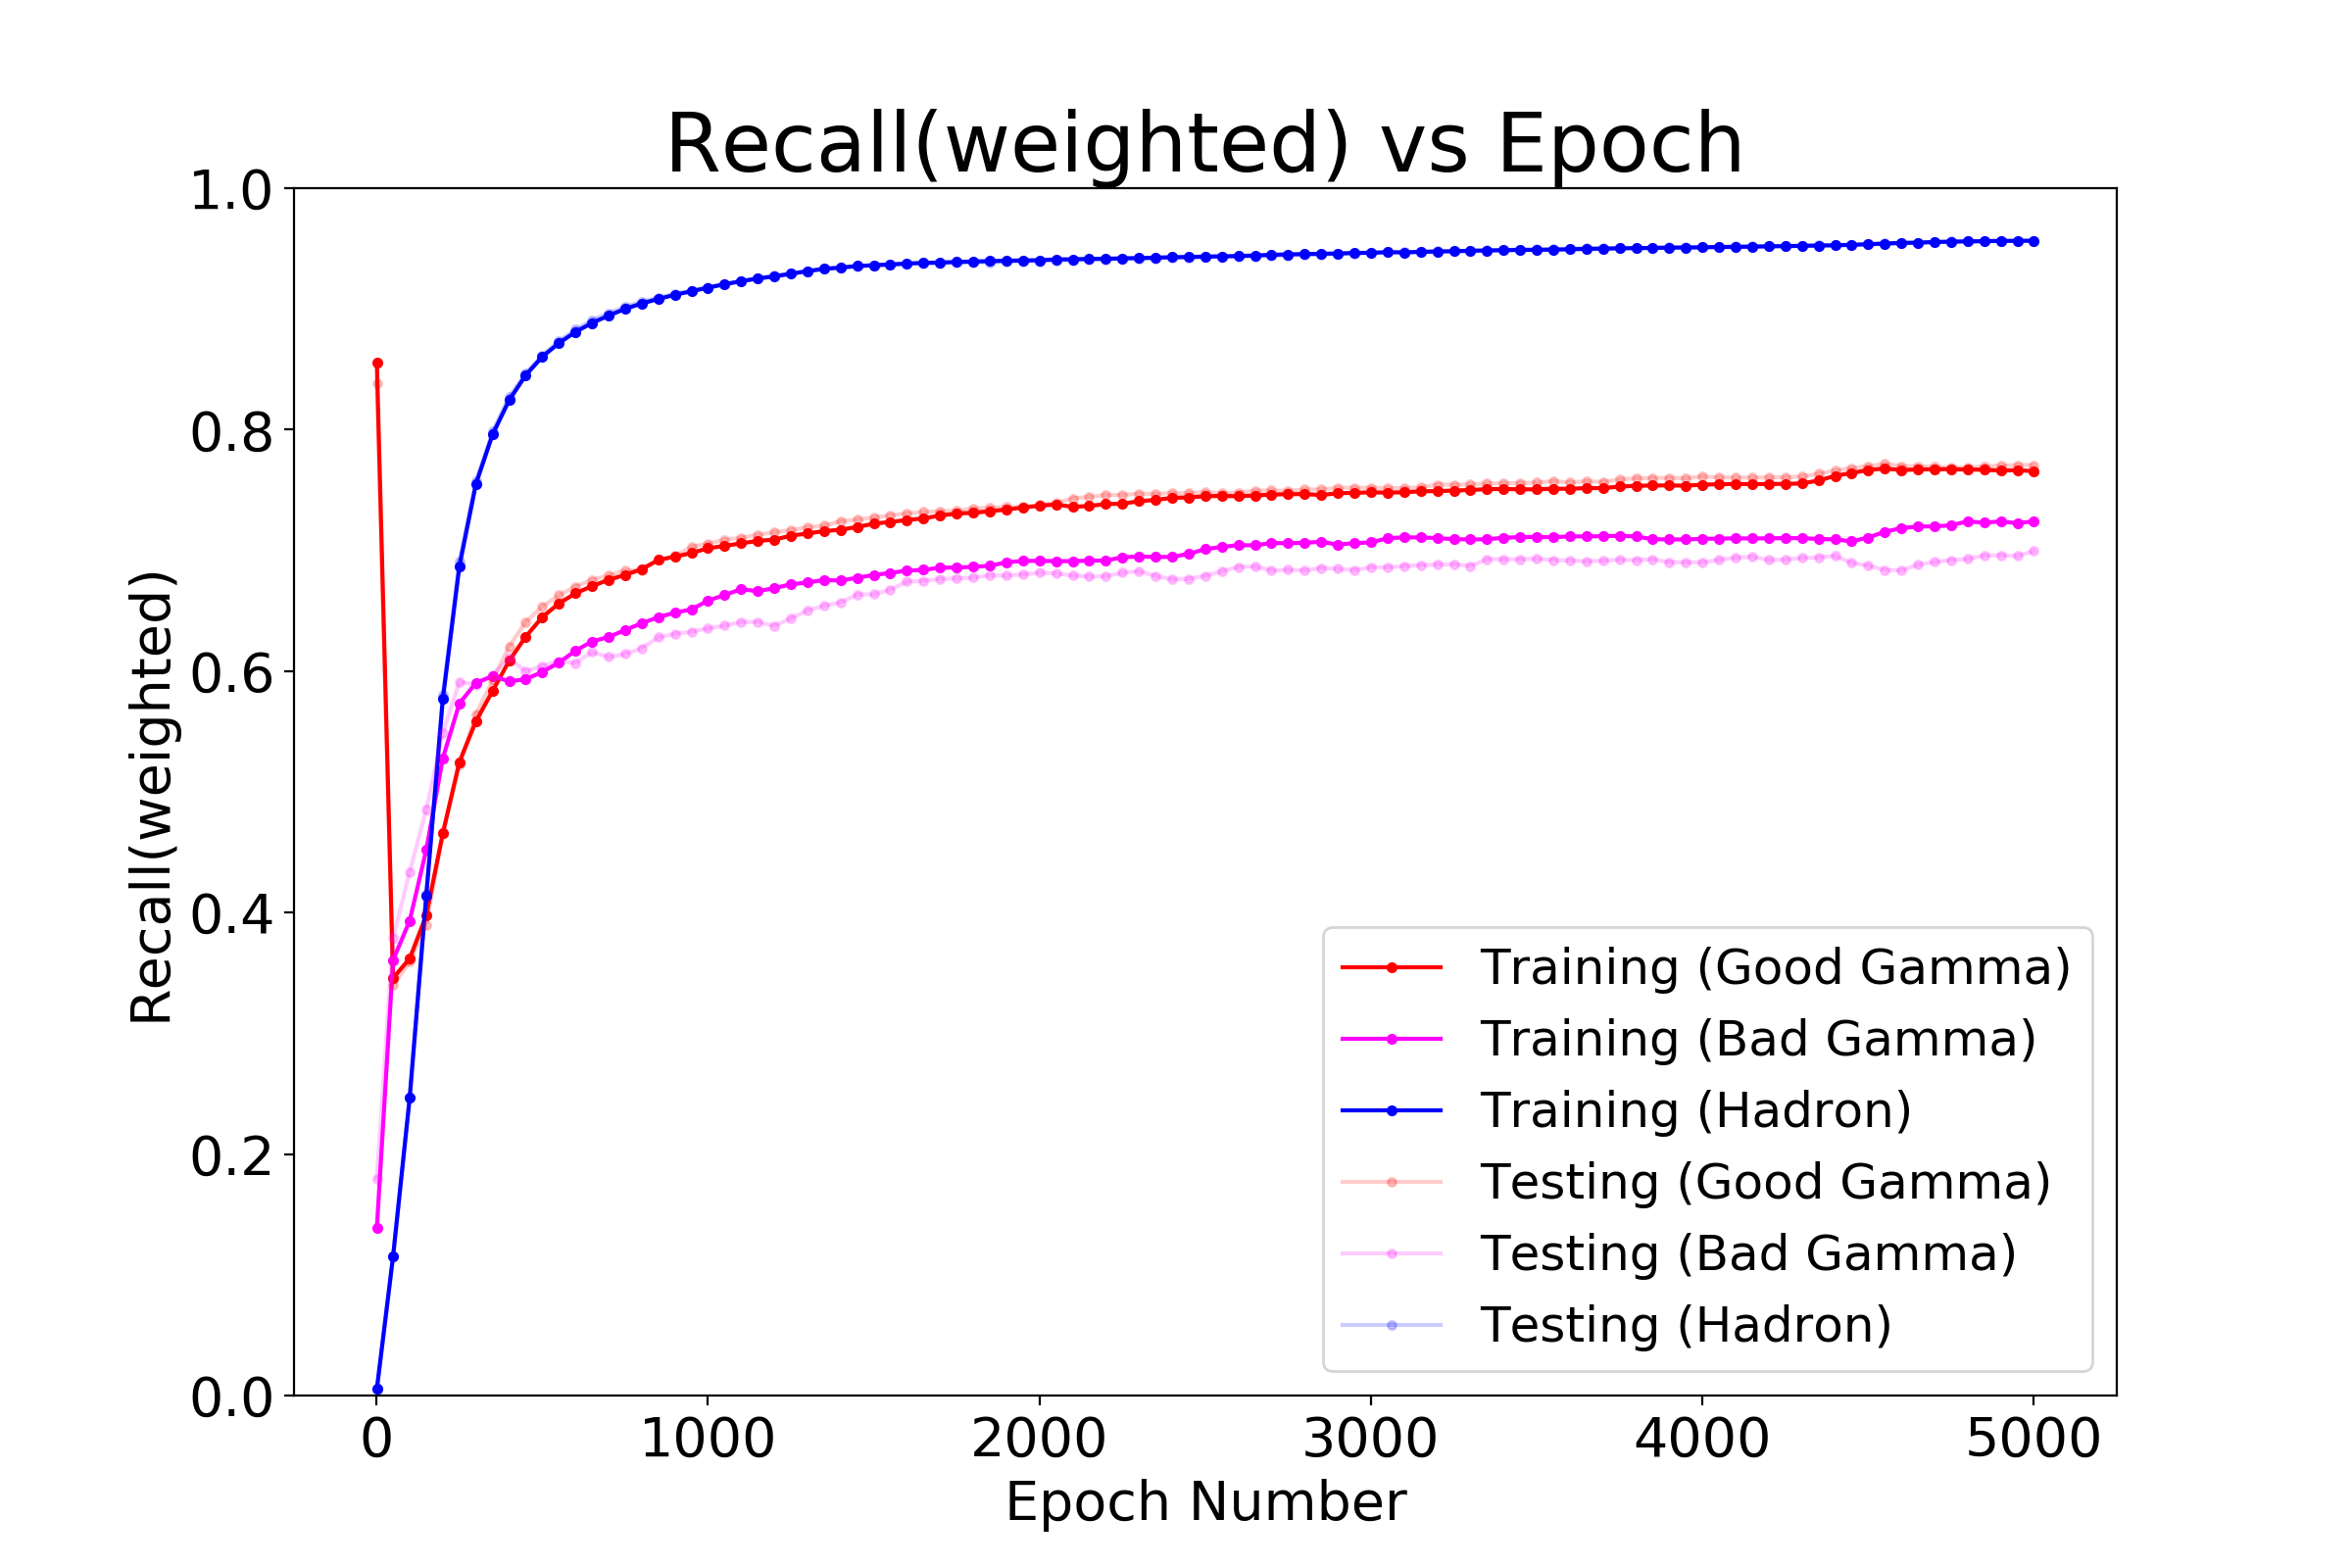 Recall(weighted) vs Epoch
Recall(weighted)
1.0
0.8
0.6
0.4
0.2
0.0
0 1000 2000 3000 4000 5000
Epoch Number
Training (Good Gamma)
Training (Bad Gamma)
Training (Hadron)
Testing (Good Gamma)
Testing (Bad Gamma)
Testing (Hadron)